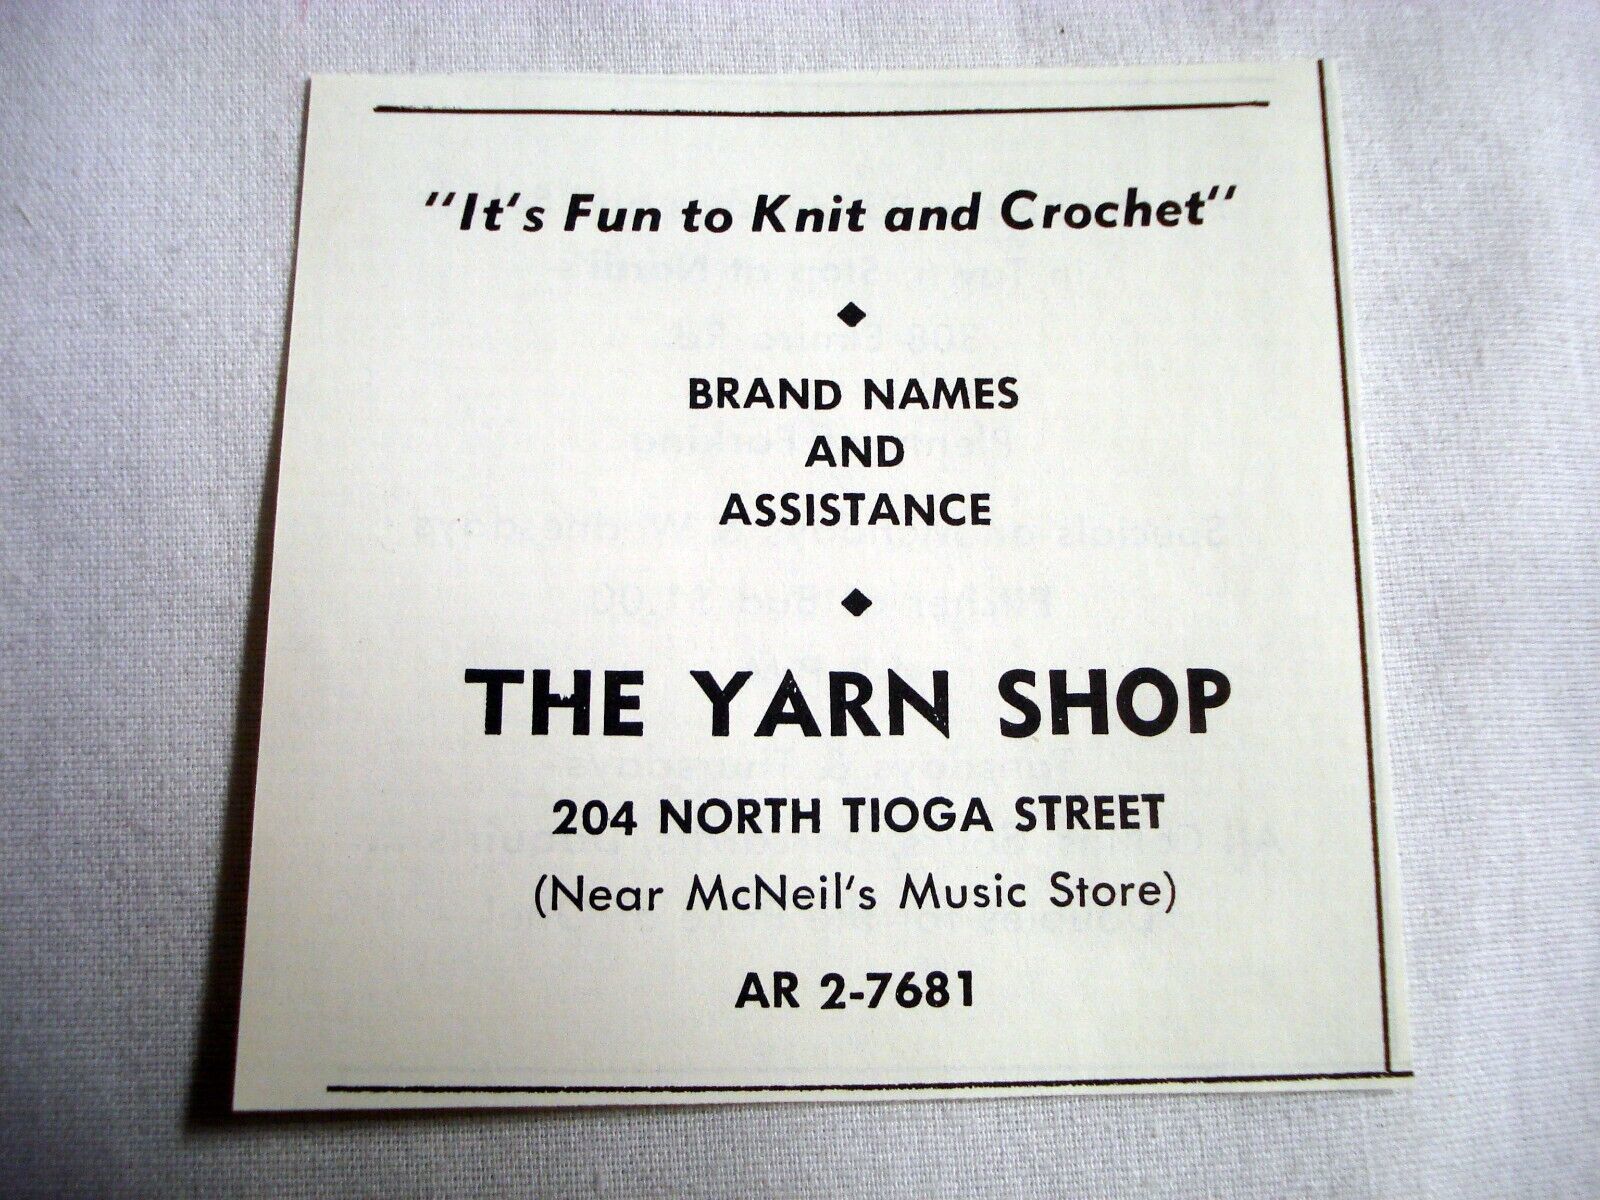 "It's Fun to Knit and Crochet"
BRAND NAMES
AND
ASSISTANCE
THE YARN SHOP
204 NORTH TIOGA STREET
(Near McNeil's Music Store)
AR 2-7681